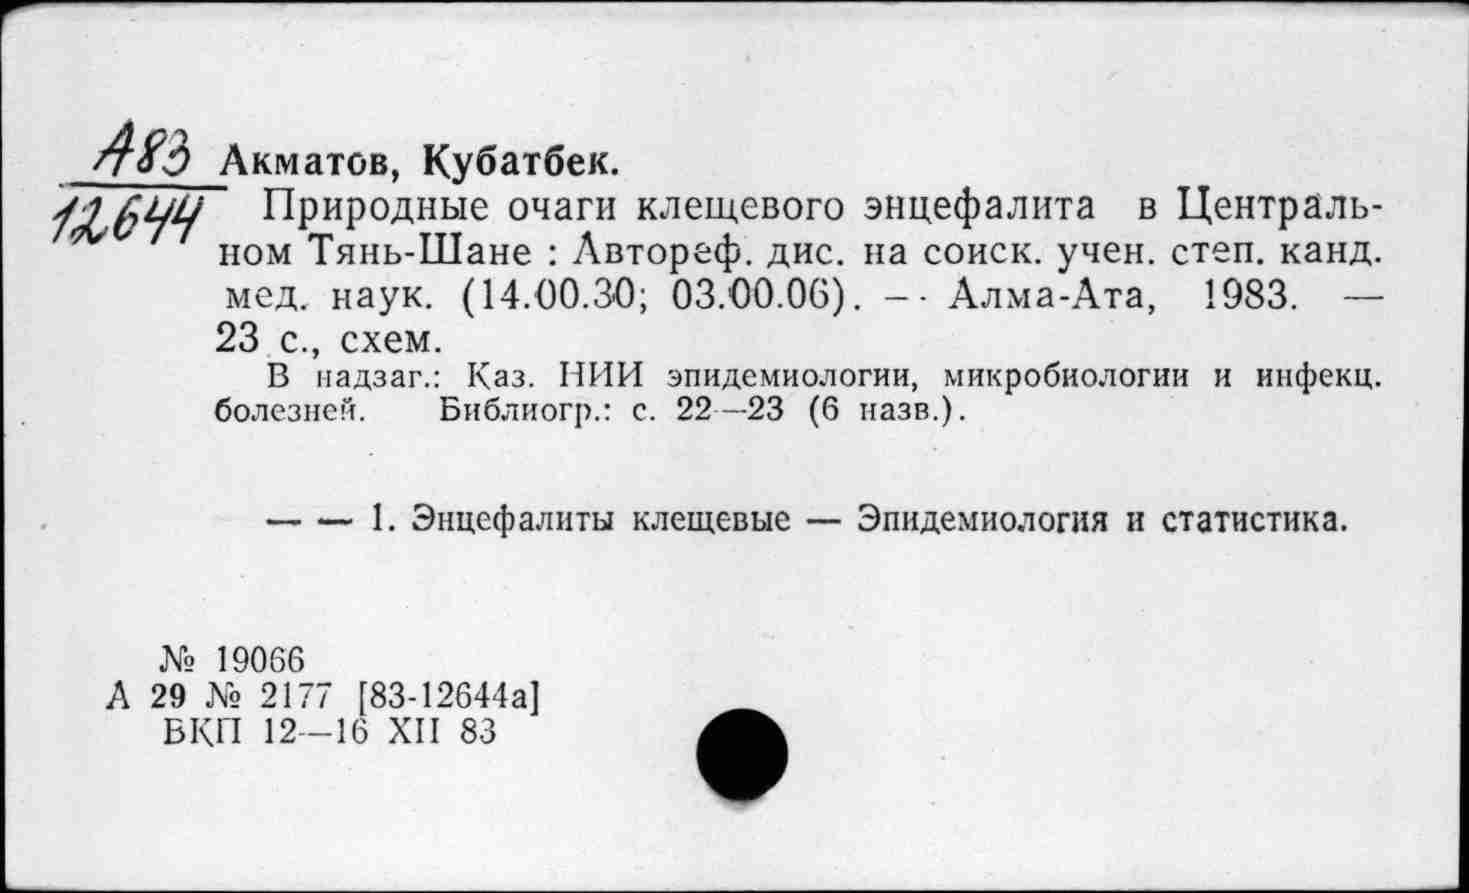 А83 Акматов, Кубатбек.
12644 Природные очаги клещевого энцефалита в Централь-
ном Тянь-Шане : Автореф. дис. на соиск. учен. степ. канд.
мед. наук. (14.00.30; 03.00.06). -- Алма-Ата, 1983. —
23 с., схем.
В надзаг.: Каз. НИИ эпидемиологии, микробиологии и инфекц.
болезней. Библиогр.: с. 22—23 (6 назв.).
— — 1. Энцефалиты клещевые — Эпидемиология и статистика.
№ 19066
А 29 № 2177 [83-12644а]
ВКП 12—16 XII 83